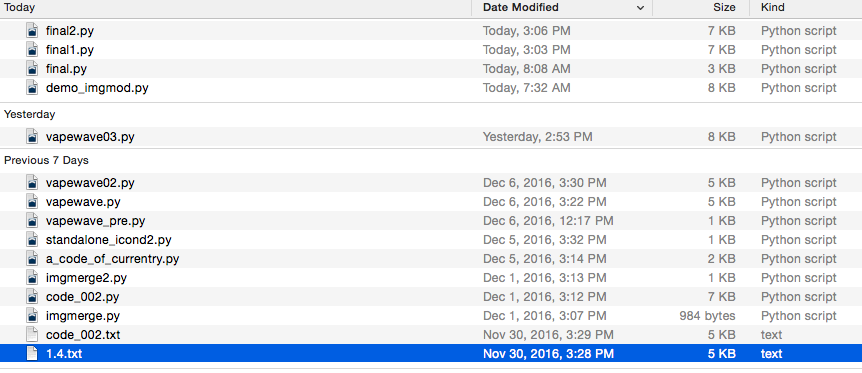 Today Date Modified Size Kind
final2.py Today, 3:06 PM 7 KB Python script
final1.py Today, 3:03 PM 7 KB Python script
final.py Today, 8:08 AM 3 KB Python script
demo_imgmod.py Today, 7:32 AM 8 KB Python script
Yesterday
vapewave03.py Yesterday, 2:53 PM 8 KB Python script
Previous 7 Days
vapewave02.py Dec 6, 2016, 3:30 PM 5 KB Python script
vapewave.py Dec 6, 2016, 3:22 PM 5 KB Python script
vapewave_pre.py Dec 6, 2016, 12:17 PM 1 KB Python script
standalone_icond2.py Dec 5, 2016, 3:32 PM 1 KB Python script
a_code_of_currentry.py Dec 5, 2016, 3:14 PM 2 KB Python script
imgmerge2.py Dec 1, 2016, 3:13 PM 1 KB Python script
code_002.py Dec 1, 2016, 3:12 PM 7 KB Python script
imgmerge.py Dec 1, 2016, 3:07 PM 984 bytes Python script
code_002.txt Nov 30, 2016, 3:29 PM 5 KB text
1.4.txt Nov 30, 2016, 3:28 PM 5 KB text